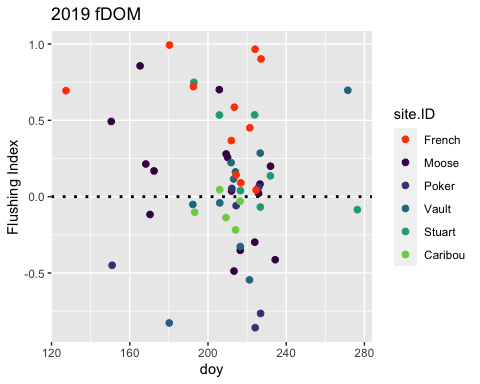 2019 fDOM
1.0
0.5
0.0
-0.5
Flushing Index
120
160
200
240
280
doy
site.ID
French
Moose
Poker
Vault
Stuart
Caribou